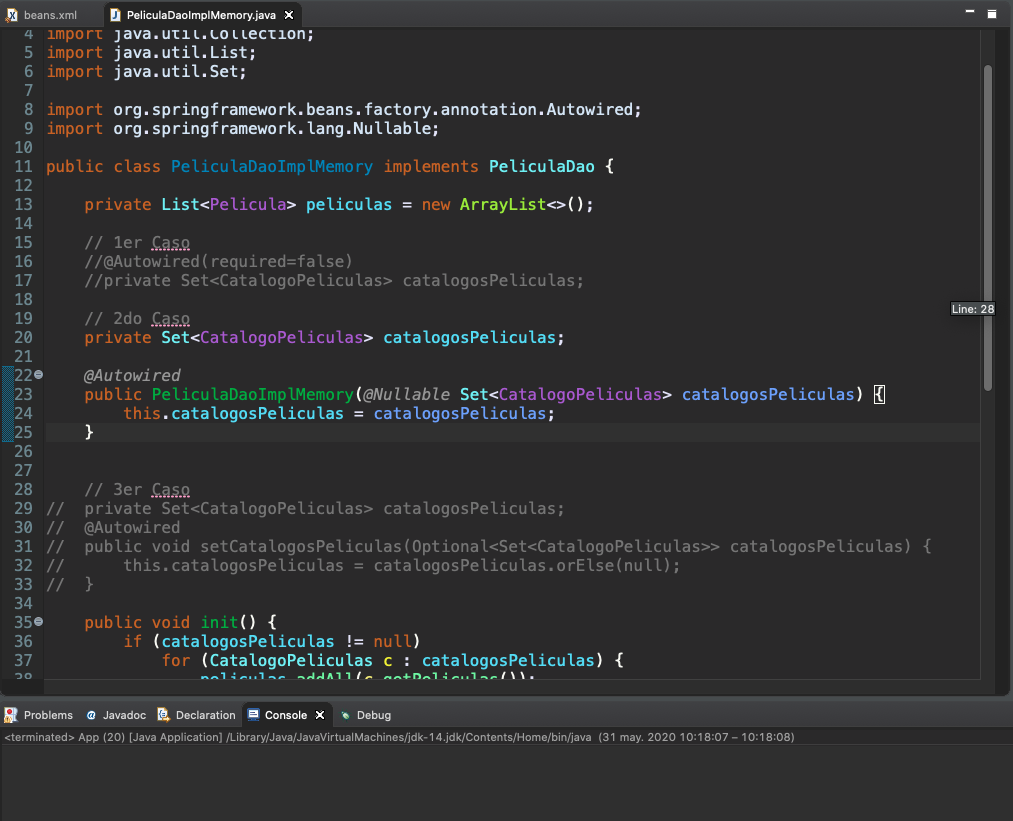 beans.xml PeliculaDaoImplMemory.java
4 import java.util.Collection;
5 import java.util.List;
6 import java.util.Set;
7
8 import org.springframework.beans.factory.annotation.Autowired;
9 import org.springframework.lang.Nullable;
10
11 public class PeliculaDaoImplMemory implements PeliculaDao {
12
13 private List<Pelicula> peliculas = new ArrayList<>();
14
15 // 1er Caso
16 //@Autowired(required=false)
17 //private Set<CatalogoPeliculas> catalogosPeliculas;
18
Line: 28
19 // 2do Caso
20 private Set<CatalogoPeliculas> catalogosPeliculas;
21
22 @Autowired
23 public PeliculaDaoImplMemory(@Nullable Set<CatalogoPeliculas> catalogosPeliculas) {
24 this.catalogosPeliculas = catalogosPeliculas;
25 }
26
27
28 // 3er Caso
29 // private Set<CatalogoPeliculas> catalogosPeliculas;
30 // @Autowired
31 // public void setCatalogosPeliculas(Optional<Set<CatalogoPeliculas>> catalogosPeliculas) {
32 // this.catalogosPeliculas = catalogosPeliculas.orElse(null);
33 // }
34
35 public void init() {
36 if (catalogosPeliculas != null)
37 for (CatalogoPeliculas c : catalogosPeliculas) {
38 peliculas.addAll(c.getPeliculas());
Problems Javadoc Declaration Console Debug
<terminated> App (20) [Java Application] /Library/Java/JavaVirtualMachines/jdk-14.jdk/Contents/Home/bin/java (31 may. 2020 10:18:07 – 10:18:08)